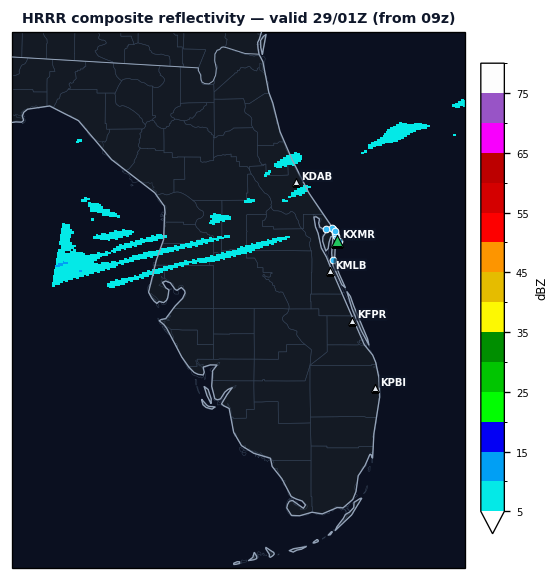 HRRR composite reflectivity — valid 29/01Z (from 09z)
KDAB
KXMR
KMLB
KFPR
KPBI
75
65
55
45
35
25
15
5
dBZ